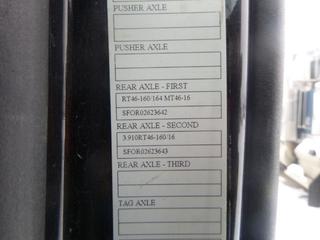 PUSHER AXLE
PUSHER AXLE
REAR AXLE - FIRST
RT46-160/164 MT46-16
SFOR02623642
REAR AXLE - SECOND
3.910RT46-160/16
SFOR02623643
REAR AXLE - THIRD
TAG AXLE